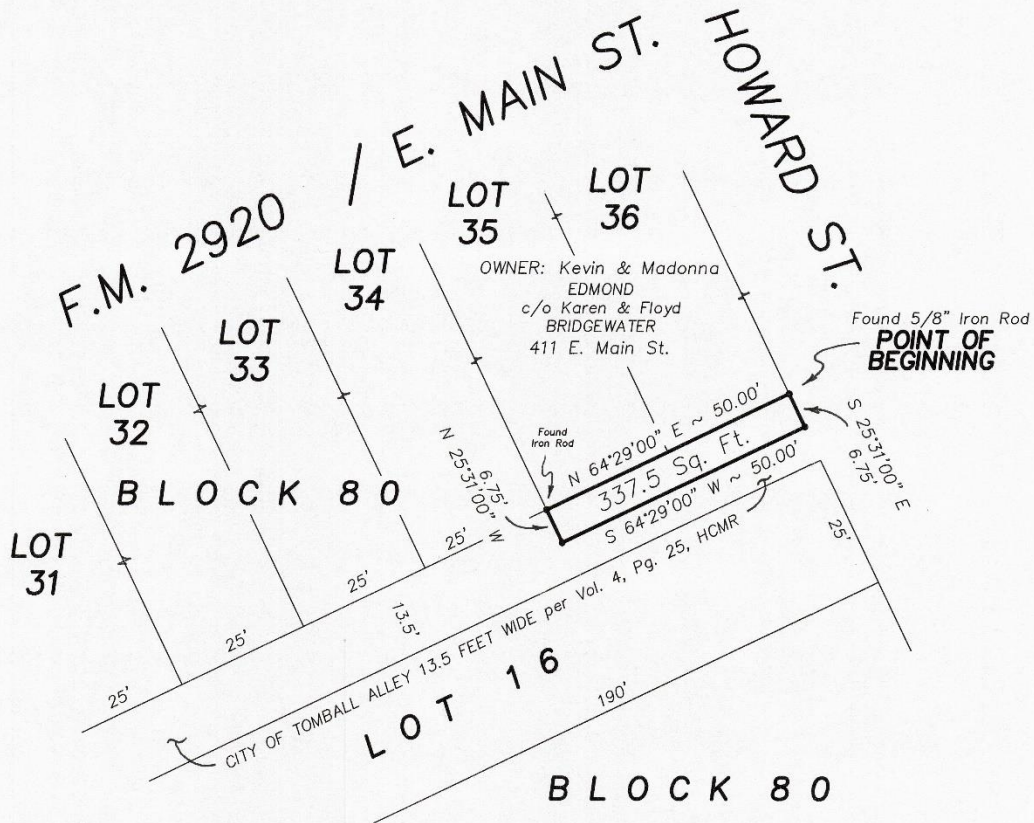 F.M. 2920 / E. MAIN ST.
HOWARD ST.
LOT
36
LOT
35
LOT
34
LOT
33
LOT
32
LOT
31
OWNER: Kevin & Madonna
EDMOND
c/o Karen & Floyd
BRIDGEWATER
411 E. Main St.
Found 5/8" Iron Rod
POINT OF
BEGINNING
Found
Iron Rod
N 64°29'00" E ~ 50.00'
337.5 Sq. Ft.
S 64°29'00" W ~ 50.00'
S 25°31'00" E
6.75'
6.75'
N 25°31'00" W
BLOCK 80
25'
25'
25'
25'
13.5'
25'
CITY OF TOMBALL ALLEY 13.5 FEET WIDE per Vol. 4, Pg. 25, HCMR
LOT 16
190'
BLOCK 80